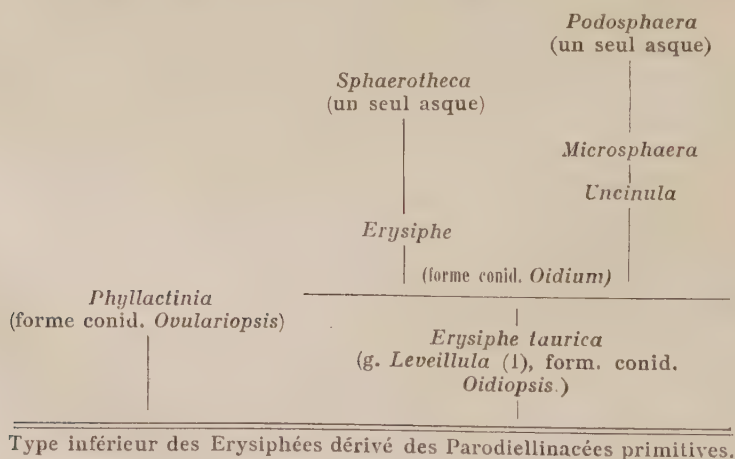 Podosphaera
(un seul asque)
Sphaerotheca
(un seul asque)
Microsphaera
Uncinula
Erysiphe
(forme conid. Oidium)
Phyllactinia
(forme conid. Ovulariopsis)
Erysiphe taurica
(g. Leveillula (1), form. conid.
Oidiopsis.)
Type inférieur des Erysiphées dérivé des Parodiellinacées primitives.